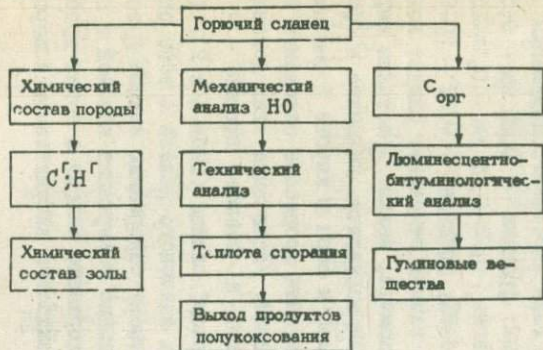 Горючий сланец
Химический
состав породы
С^Г; Н^Г
Химический
состав золы
Механический
анализ НО
Технический
анализ
Теплота сгорания
Выход продуктов
полукоксования
С_орг
Люминесцентно-
битуминологичес-
кий анализ
Гуминовые ве-
щества